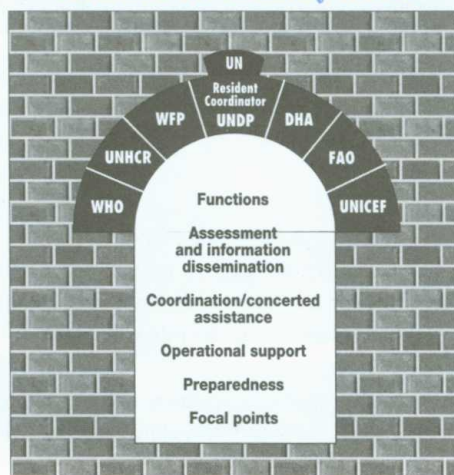 UN
Resident
Coordinator
UNDP
WFP
DHA
UNHCR
FAO
WHO
UNICEF
Functions
Assessment
and information
dissemination
Coordination/concerted
assistance
Operational support
Preparedness
Focal points